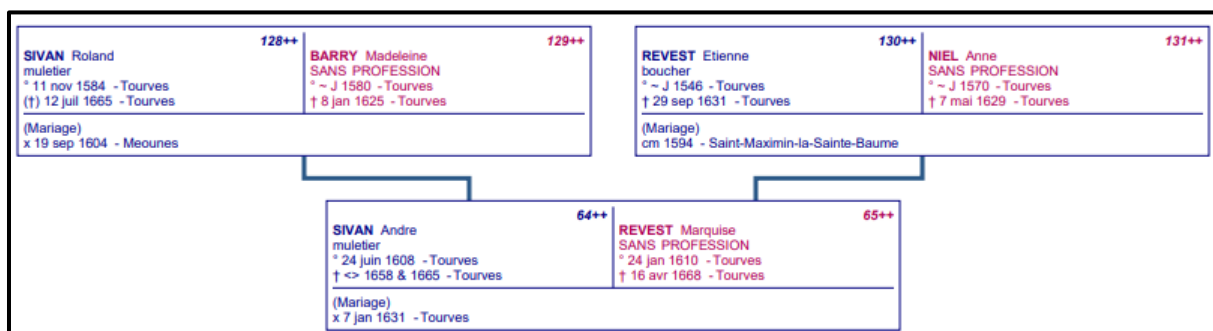 128++
SIVAN Roland
muletier
° 11 nov 1584 - Tourves
(†) 12 juil 1665 - Tourves
129++
BARRY Madeleine
SANS PROFESSION
° ~ J 1580 - Tourves
† 8 jan 1625 - Tourves
(Mariage)
x 19 sep 1604 - Meounes
130++
REVEST Etienne
boucher
° ~ J 1546 - Tourves
† 29 sep 1631 - Tourves
131++
NIEL Anne
SANS PROFESSION
° ~ J 1570 - Tourves
† 7 mai 1629 - Tourves
(Mariage)
cm 1594 - Saint-Maximin-la-Sainte-Baume
64++
SIVAN Andre
muletier
° 24 juin 1608 - Tourves
† <> 1658 & 1665 - Tourves
65++
REVEST Marquise
SANS PROFESSION
° 24 jan 1610 - Tourves
† 16 avr 1668 - Tourves
(Mariage)
x 7 jan 1631 - Tourves